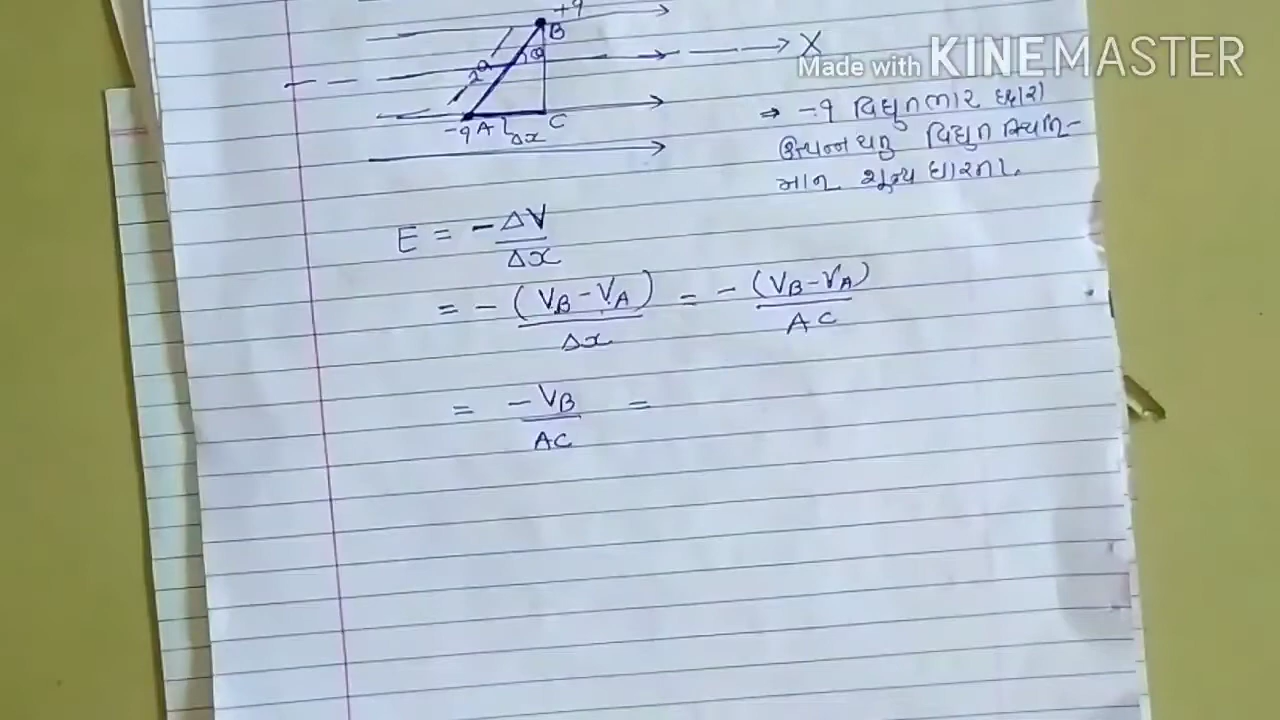 +q
B
θ
2a
X
Made with KINEMASTER
-q A Δx C
⇒ -q વિદ્યુતભાર દ્વારા
ઉત્પન્ન થતુ વિદ્યુત સ્થિતિ-
માન શૂન્ય ધારતા.
E = -ΔV/Δx
= -(V_B - V_A)/Δx = -(V_B - V_A)/AC
= -V_B/AC =